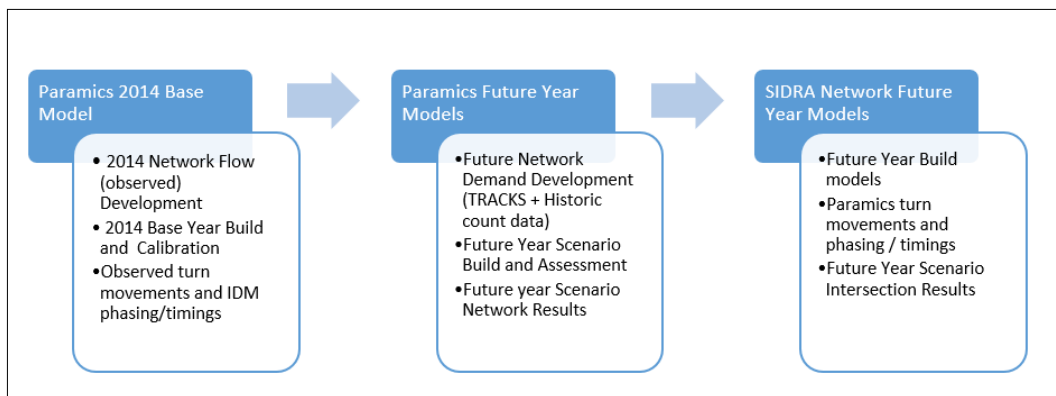 Paramics 2014 Base
Model
• 2014 Network Flow
(observed)
Development
• 2014 Base Year Build
and Calibration
•Observed turn
movements and IDM
phasing/timings
Paramics Future Year
Models
•Future Network
Demand Development
(TRACKS + Historic
count data)
•Future Year Scenario
Build and Assessment
•Future year Scenario
Network Results
SIDRA Network Future
Year Models
•Future Year Build
models
•Paramics turn
movements and
phasing / timings
•Future Year Scenario
Intersection Results